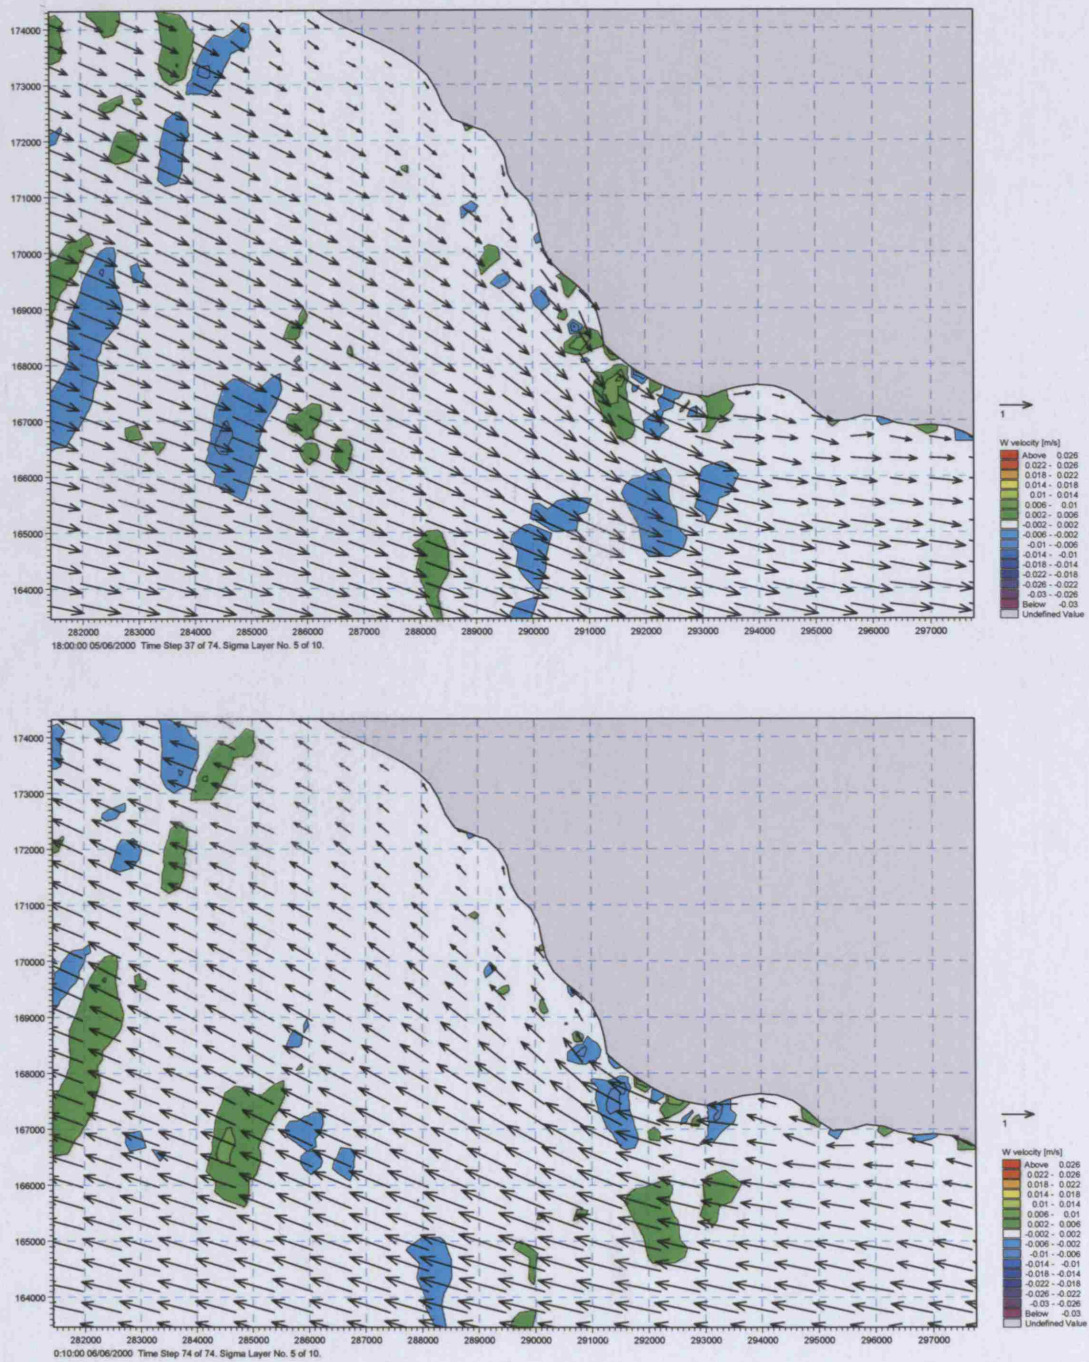 174000
173000
172000
171000
170000
169000
168000
167000
166000
165000
164000
282000 283000 284000 285000 286000 287000 288000 289000 290000 291000 292000 293000 294000 295000 296000 297000
18:00:00 05/06/2000 Time Step 37 of 74. Sigma Layer No. 5 of 10.
1
W velocity [m/s]
Above 0.026
0.022 - 0.026
0.018 - 0.022
0.014 - 0.018
0.01 - 0.014
0.006 - 0.01
0.002 - 0.006
-0.002 - 0.002
-0.006 - -0.002
-0.01 - -0.006
-0.014 - -0.01
-0.018 - -0.014
-0.022 - -0.018
-0.026 - -0.022
-0.03 - -0.026
Below -0.03
Undefined Value
174000
173000
172000
171000
170000
169000
168000
167000
166000
165000
164000
282000 283000 284000 285000 286000 287000 288000 289000 290000 291000 292000 293000 294000 295000 296000 297000
0:10:00 06/06/2000 Time Step 74 of 74. Sigma Layer No. 5 of 10.
1
W velocity [m/s]
Above 0.026
0.022 - 0.026
0.018 - 0.022
0.014 - 0.018
0.01 - 0.014
0.006 - 0.01
0.002 - 0.006
-0.002 - 0.002
-0.006 - -0.002
-0.01 - -0.006
-0.014 - -0.01
-0.018 - -0.014
-0.022 - -0.018
-0.026 - -0.022
-0.03 - -0.026
Below -0.03
Undefined Value